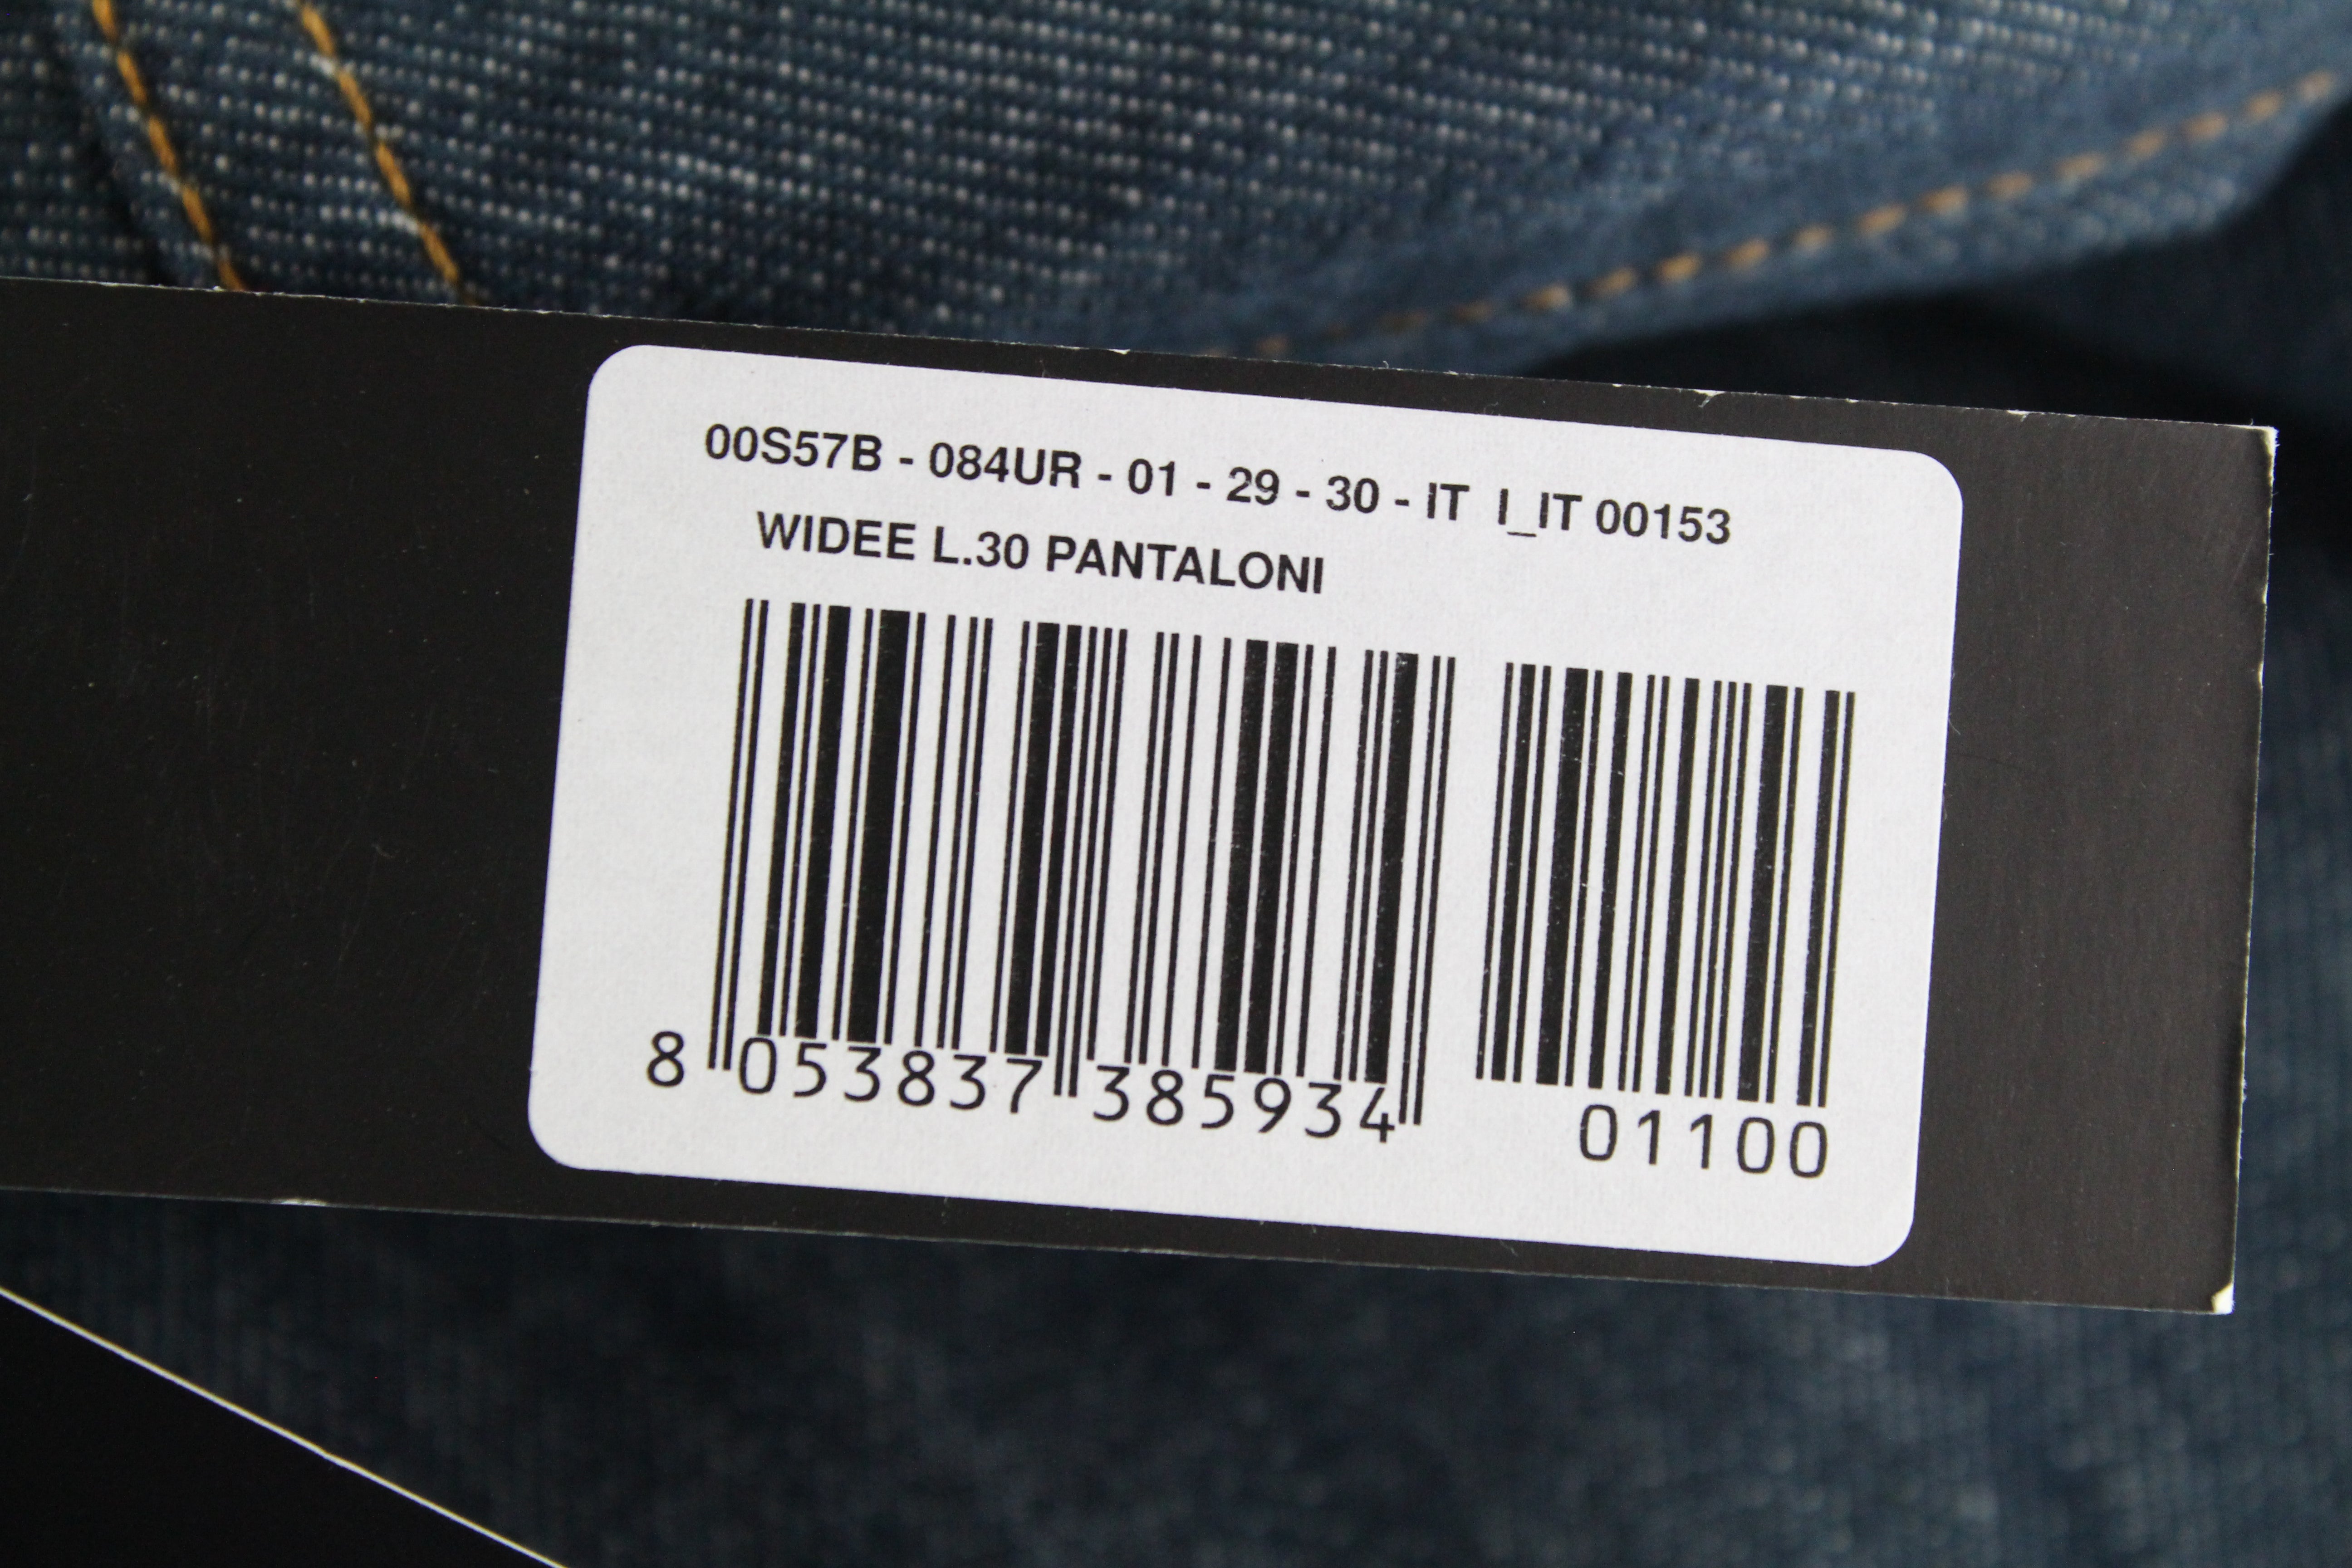 00S57B - 084UR - 01 - 29 - 30 - IT I_IT 00153
WIDEE L.30 PANTALONI
8 053837 385934 01100